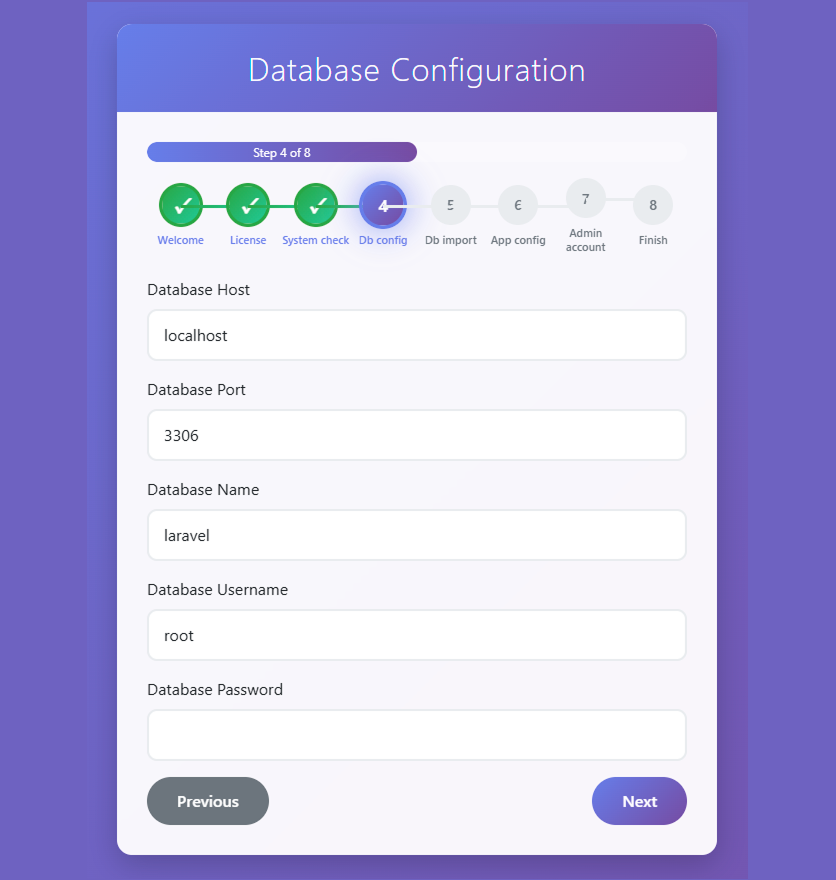 Database Configuration
Step 4 of 8
4 5 6 7 8
Welcome License System check Db config Db import App config Admin account Finish
Database Host
localhost
Database Port
3306
Database Name
laravel
Database Username
root
Database Password
Previous Next